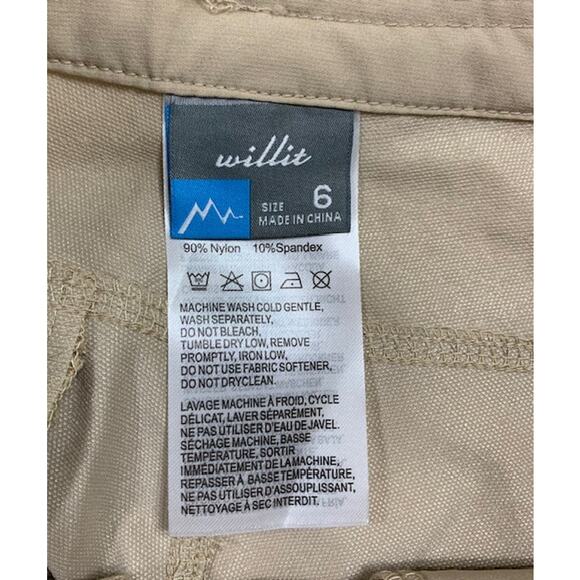 willit
SIZE 6
MADE IN CHINA
90% Nylon 10%Spandex
MACHINE WASH COLD GENTLE,
WASH SEPARATELY,
DO NOT BLEACH,
TUMBLE DRY LOW, REMOVE
PROMPTLY, IRON LOW,
DO NOT USE FABRIC SOFTENER,
DO NOT DRYCLEAN.
LAVAGE MACHINE À FROID, CYCLE
DÉLICAT, LAVER SÉPARÉMENT,
NE PAS UTILISER D'EAU DE JAVEL.
SÉCHAGE MACHINE, BASSE
TEMPÉRATURE, SORTIR
IMMÉDIATEMENT DE LA MACHINE,
REPASSER À BASSE TEMPÉRATURE,
NE PAS UTILISER D'ASSOUPLISSANT,
NETTOYAGE À SEC INTERDIT.